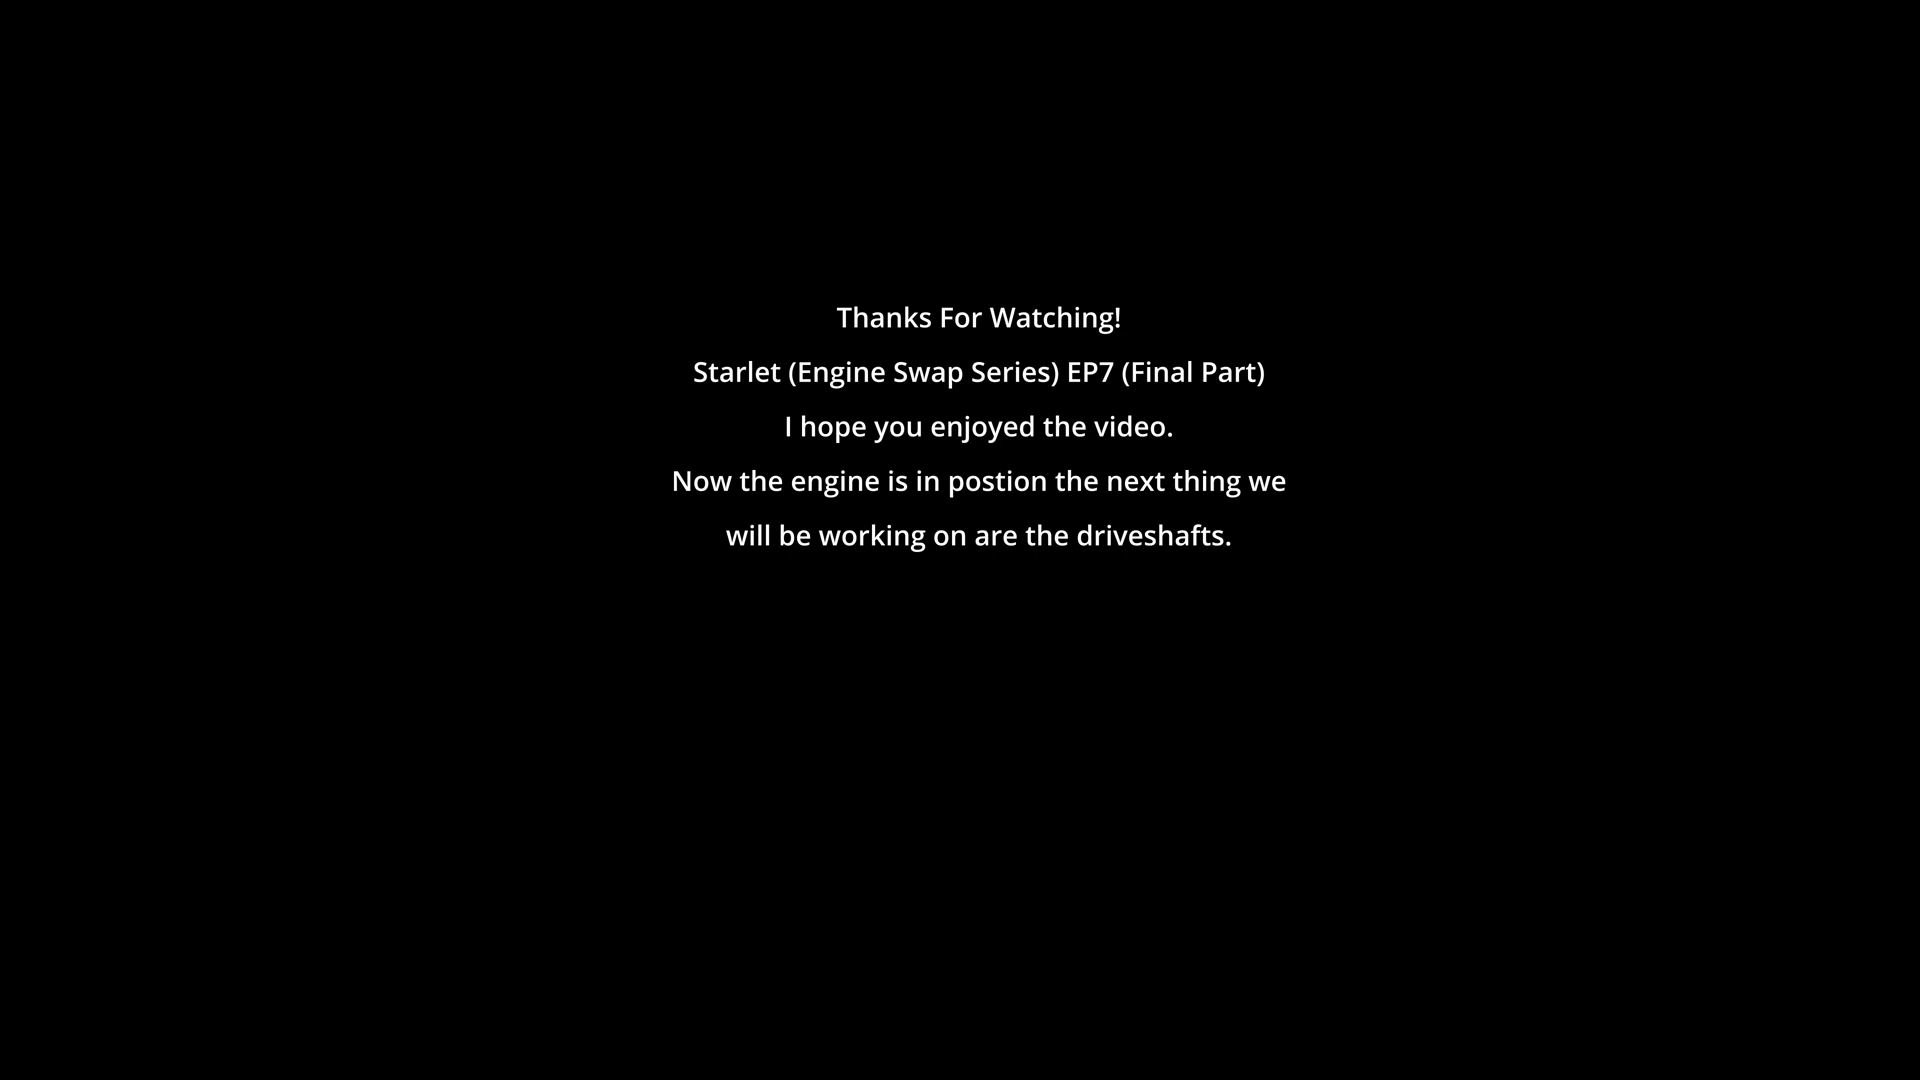 Thanks For Watching!
Starlet (Engine Swap Series) EP7 (Final Part)
I hope you enjoyed the video.
Now the engine is in postion the next thing we
will be working on are the driveshafts.